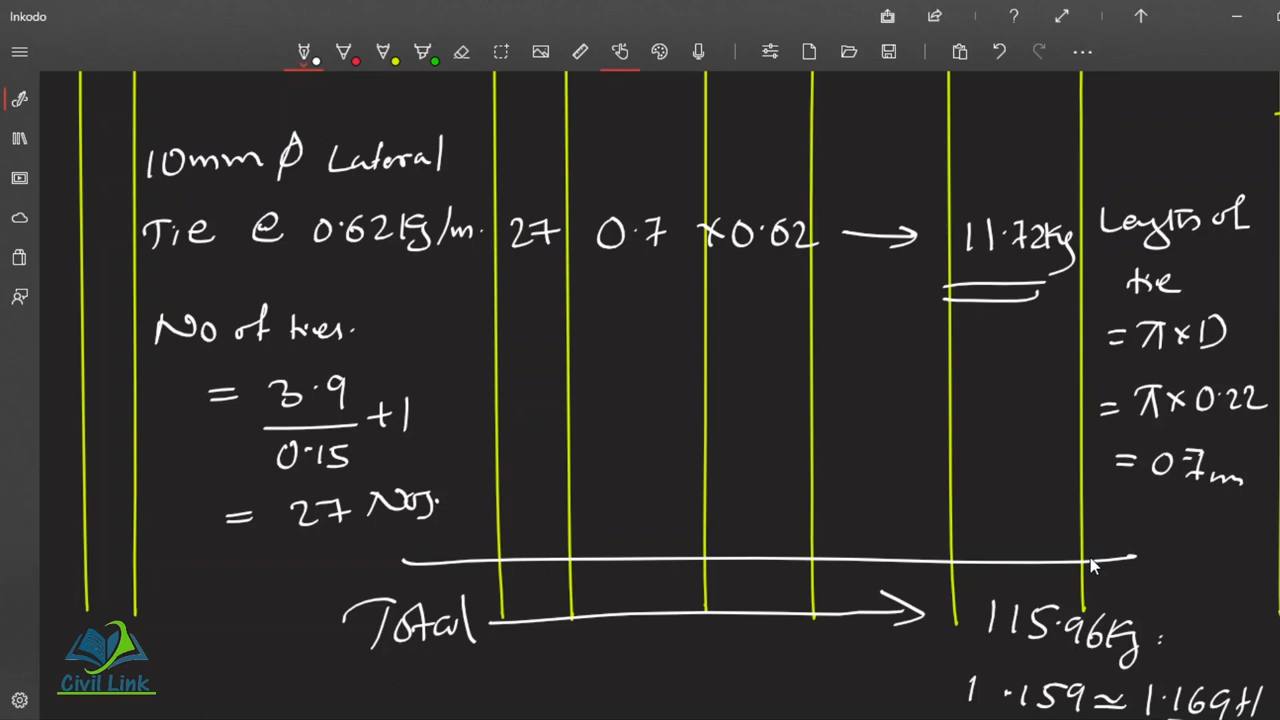 Inkodo
10mm φ Lateral
Tie @ 0.62Kg/m. 27 0.7 ×0.62 → 11.72Kg
No of ties.
= 3.9
0.15 +1
= 27 Nos.
Length of
tie
= π×D
= π×0.22
= 0.7m
Total → 115.96Kg
1.159 ≃ 1.16qtl
Civil Link